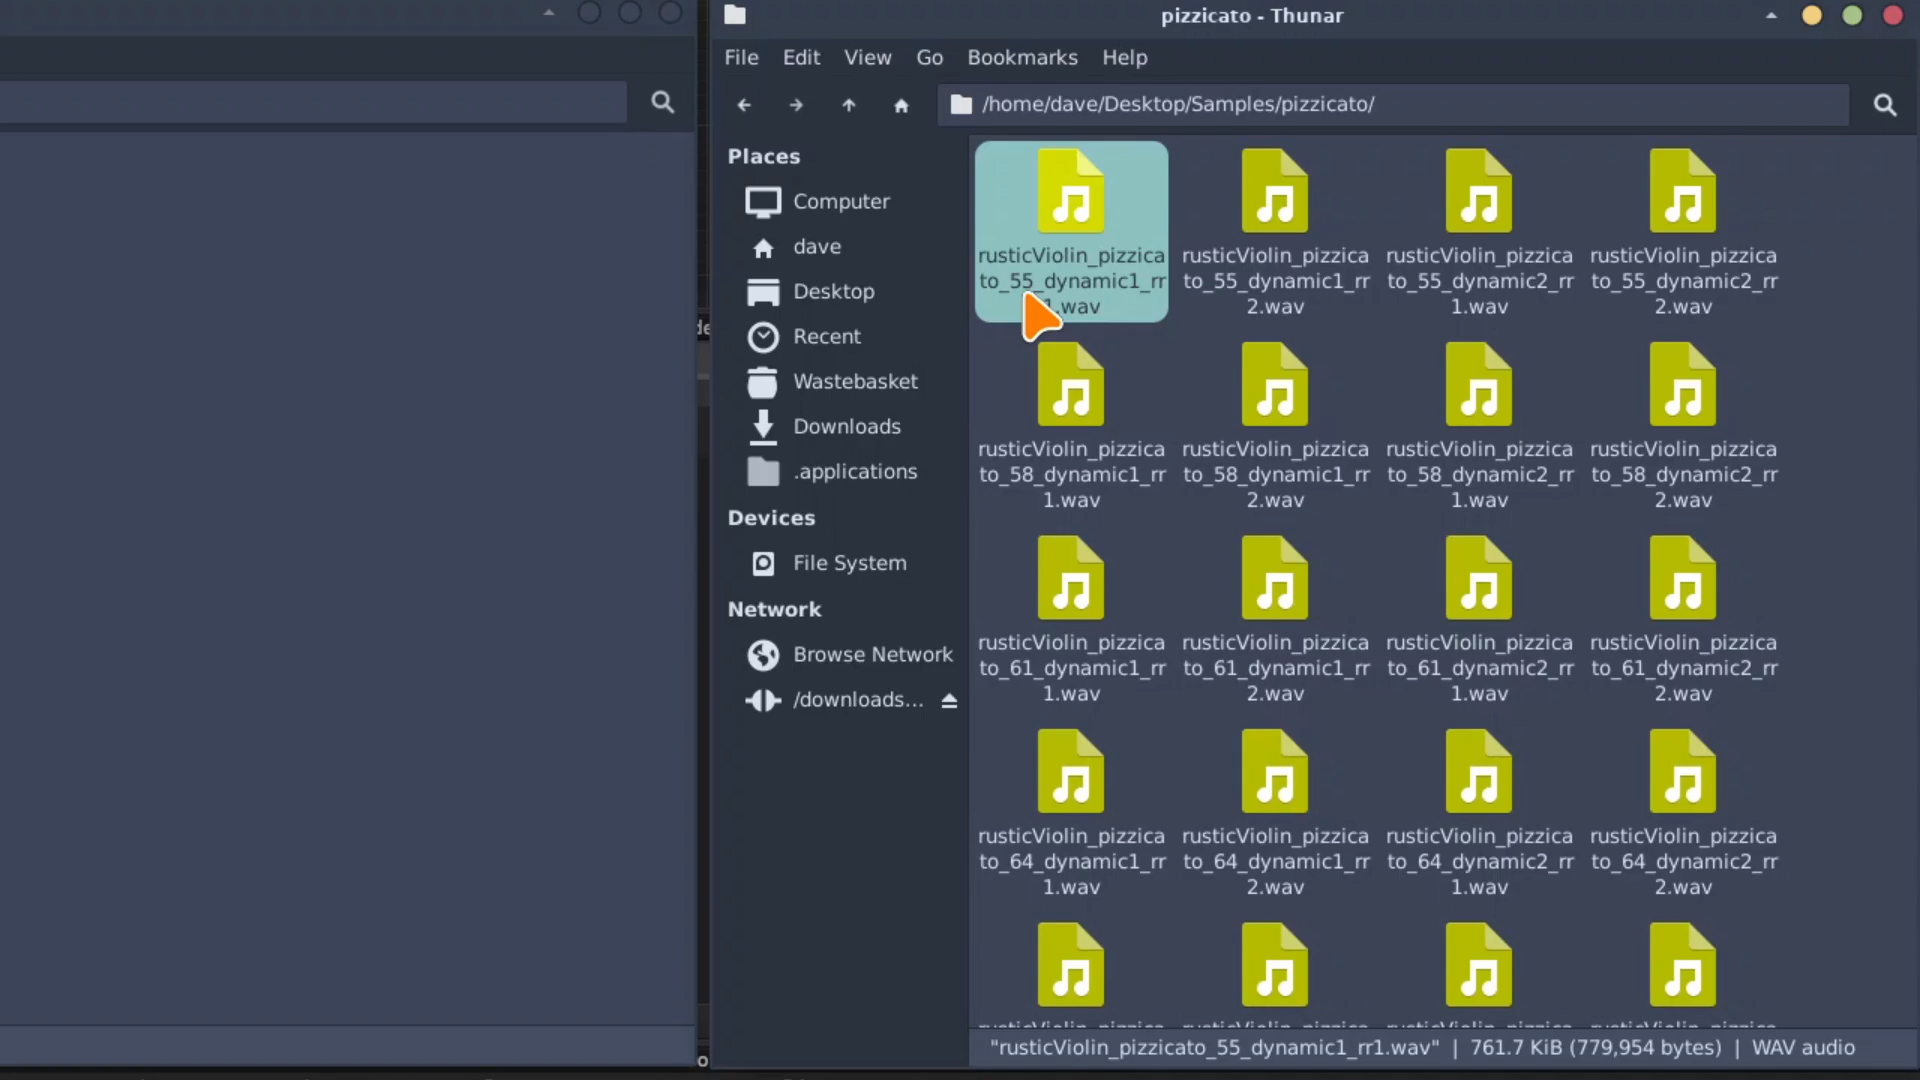 pizzicato - Thunar
File Edit View Go Bookmarks Help
/home/dave/Desktop/Samples/pizzicato/
Places
Computer
dave
Desktop
Recent
Wastebasket
Downloads
.applications
Devices
File System
Network
Browse Network
/downloads...
rusticViolin_pizzica
to_55_dynamic1_rr
1.wav
rusticViolin_pizzica
to_55_dynamic1_rr
2.wav
rusticViolin_pizzica
to_55_dynamic2_rr
1.wav
rusticViolin_pizzica
to_55_dynamic2_rr
2.wav
rusticViolin_pizzica
to_58_dynamic1_rr
1.wav
rusticViolin_pizzica
to_58_dynamic1_rr
2.wav
rusticViolin_pizzica
to_58_dynamic2_rr
1.wav
rusticViolin_pizzica
to_58_dynamic2_rr
2.wav
rusticViolin_pizzica
to_61_dynamic1_rr
1.wav
rusticViolin_pizzica
to_61_dynamic1_rr
2.wav
rusticViolin_pizzica
to_61_dynamic2_rr
1.wav
rusticViolin_pizzica
to_61_dynamic2_rr
2.wav
rusticViolin_pizzica
to_64_dynamic1_rr
1.wav
rusticViolin_pizzica
to_64_dynamic1_rr
2.wav
rusticViolin_pizzica
to_64_dynamic2_rr
1.wav
rusticViolin_pizzica
to_64_dynamic2_rr
2.wav
"rusticViolin_pizzicato_55_dynamic1_rr1.wav" | 761.7 KiB (779,954 bytes) | WAV audio